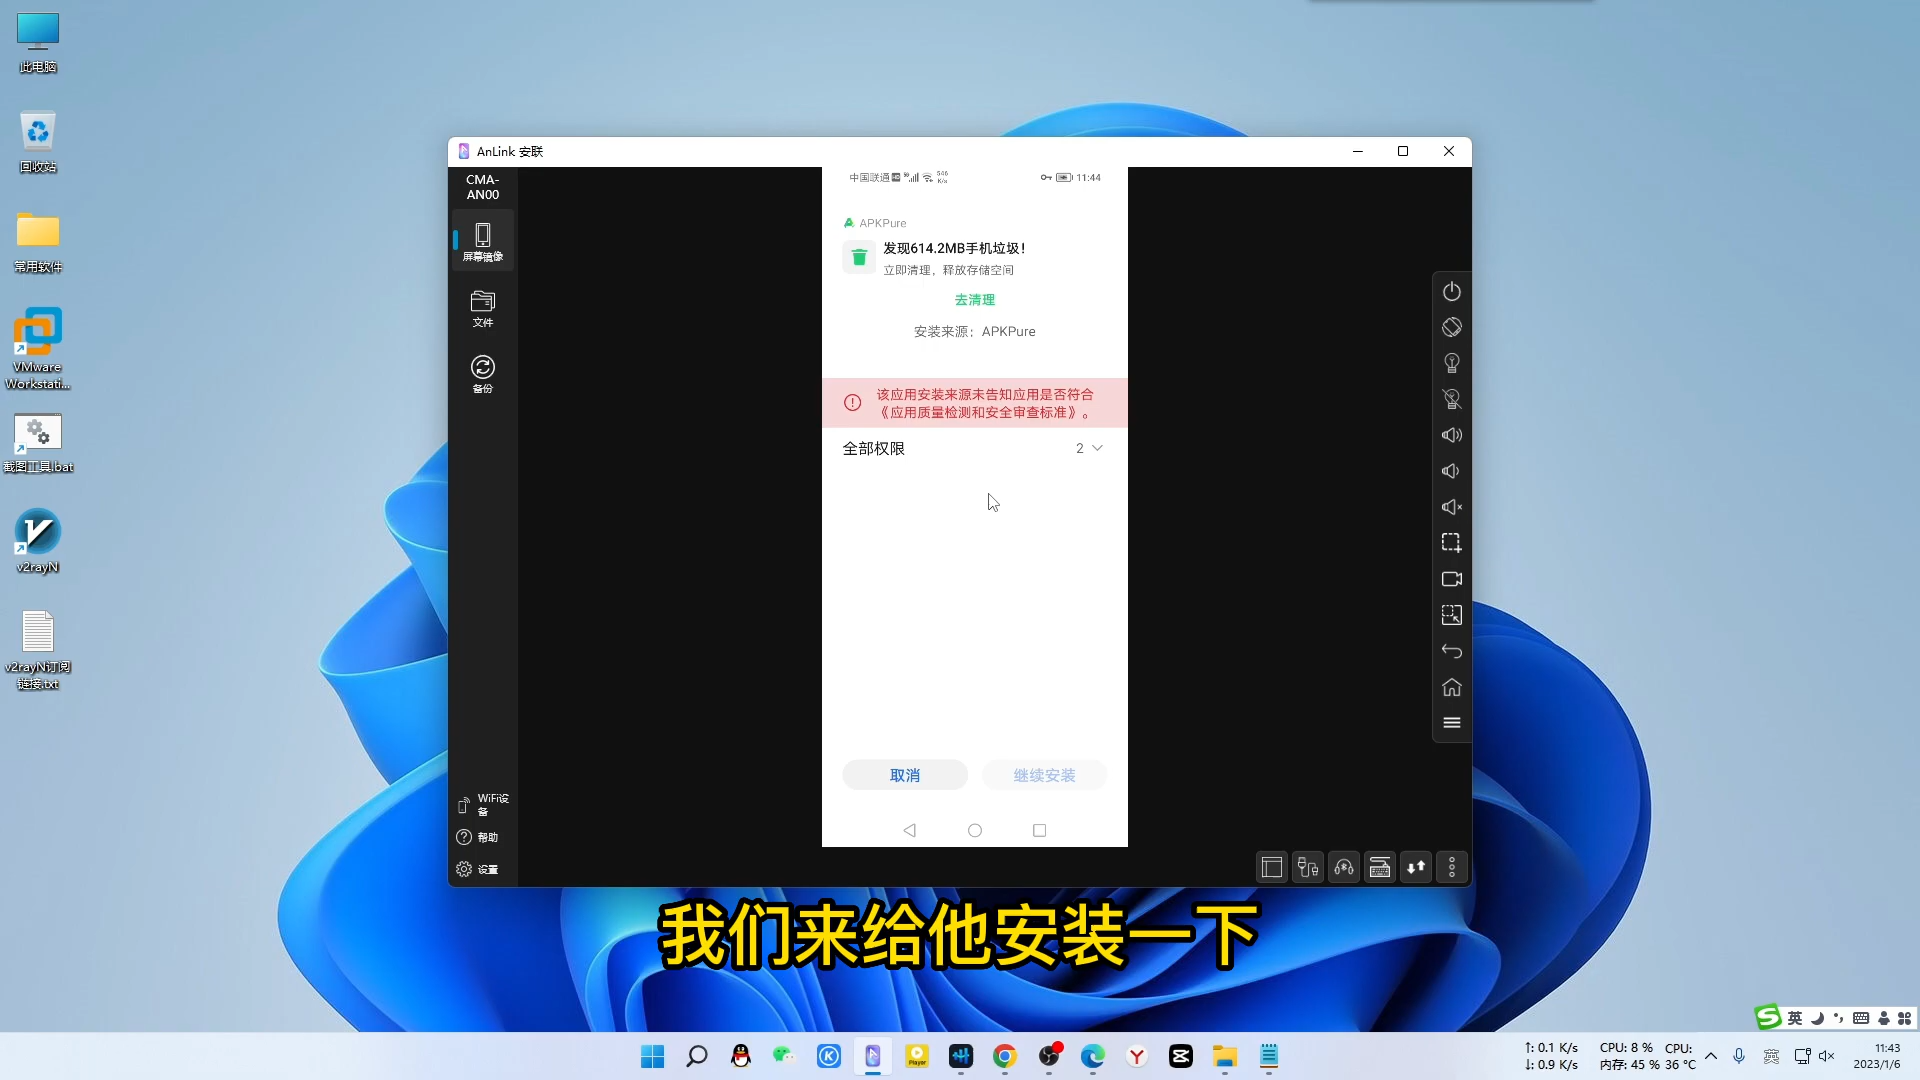 此电脑
回收站
常用软件
VMware
Workstati...
截图工具.bat
v2rayN
v2rayN订阅
链接.txt
AnLink 安联
CMA-
AN00
屏幕镜像
文件
备份
WiFi设
备
帮助
设置
中国联通 HD 5G 546 K/s 11:44
APKPure
发现614.2MB手机垃圾!
立即清理，释放存储空间
去清理
安装来源：APKPure
该应用安装来源未告知应用是否符合
《应用质量检测和安全审查标准》。
全部权限 2
取消 继续安装
我们来给他安装一下
英
Player
↑: 0.1 K/s CPU: 8 % CPU:
↓: 0.9 K/s 内存: 45 % 36 °C
英
11:43
2023/1/6